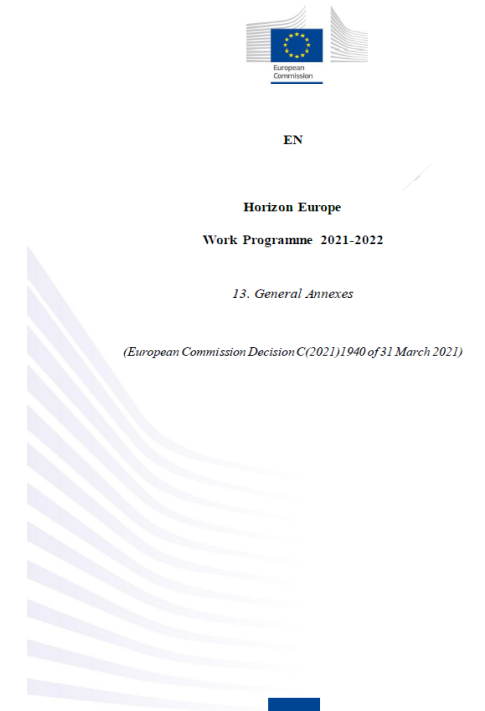 European
Commission
EN
Horizon Europe
Work Programme 2021-2022
13. General Annexes
(European Commission Decision C(2021)1940 of 31 March 2021)